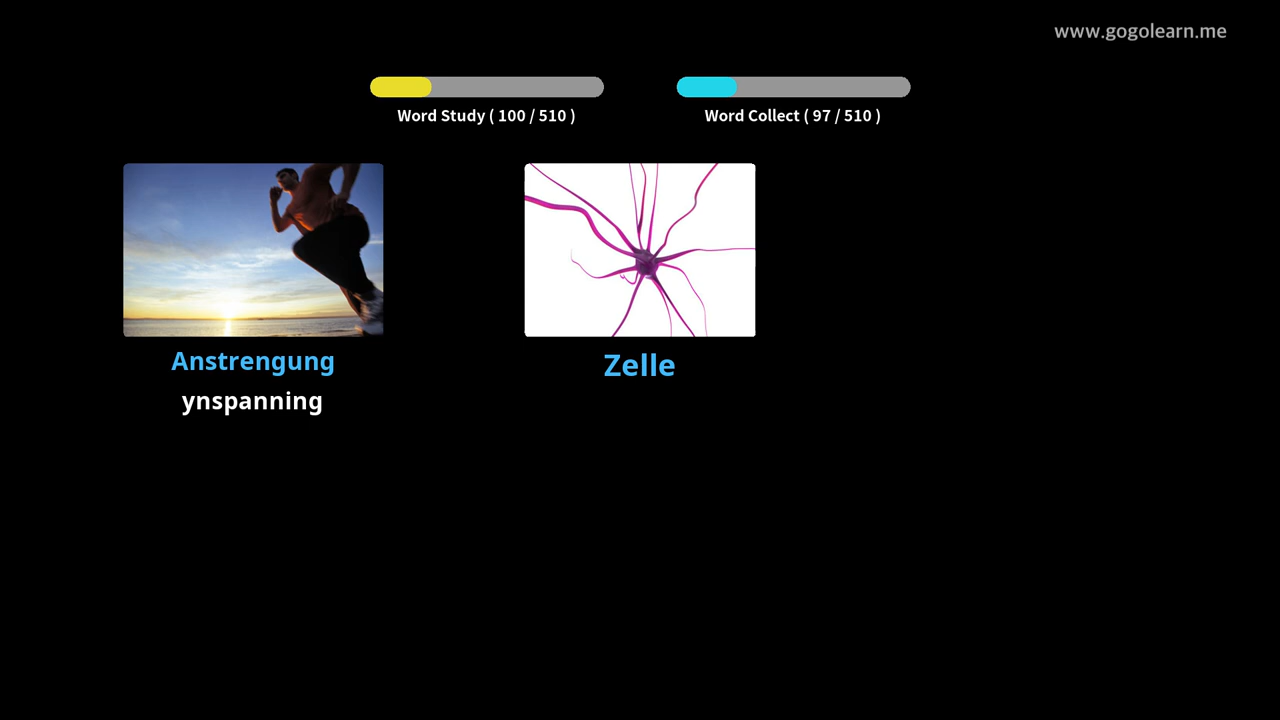 www.gogolearn.me
Word Study ( 100 / 510 )
Word Collect ( 97 / 510 )
Anstrengung
ynspanning
Zelle